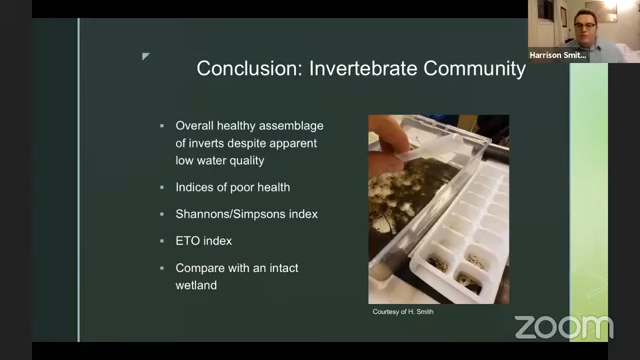 Conclusion: Invertebrate Community
Harrison Smit...
▪ Overall healthy assemblage
of inverts despite apparent
low water quality
▪ Indices of poor health
▪ Shannons/Simpsons index
▪ ETO index
▪ Compare with an intact
wetland
Courtesy of H. Smith
zoom